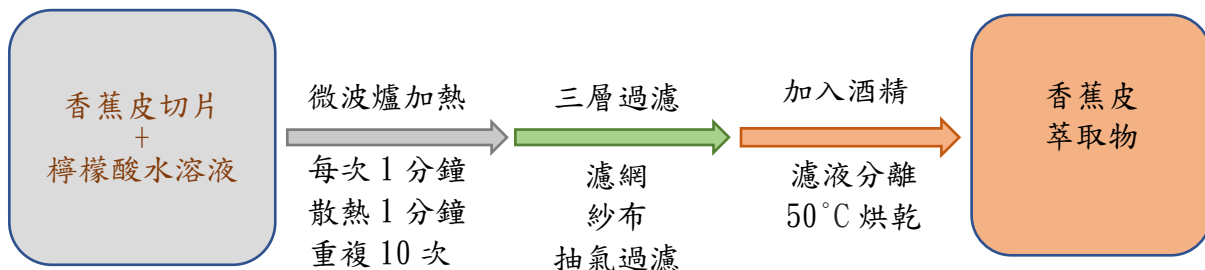 香蕉皮切片
+
檸檬酸水溶液
微波爐加熱
每次1分鐘
散熱1分鐘
重複10次
三層過濾
濾網
紗布
抽氣過濾
加入酒精
濾液分離
50°C烘乾
香蕉皮
萃取物